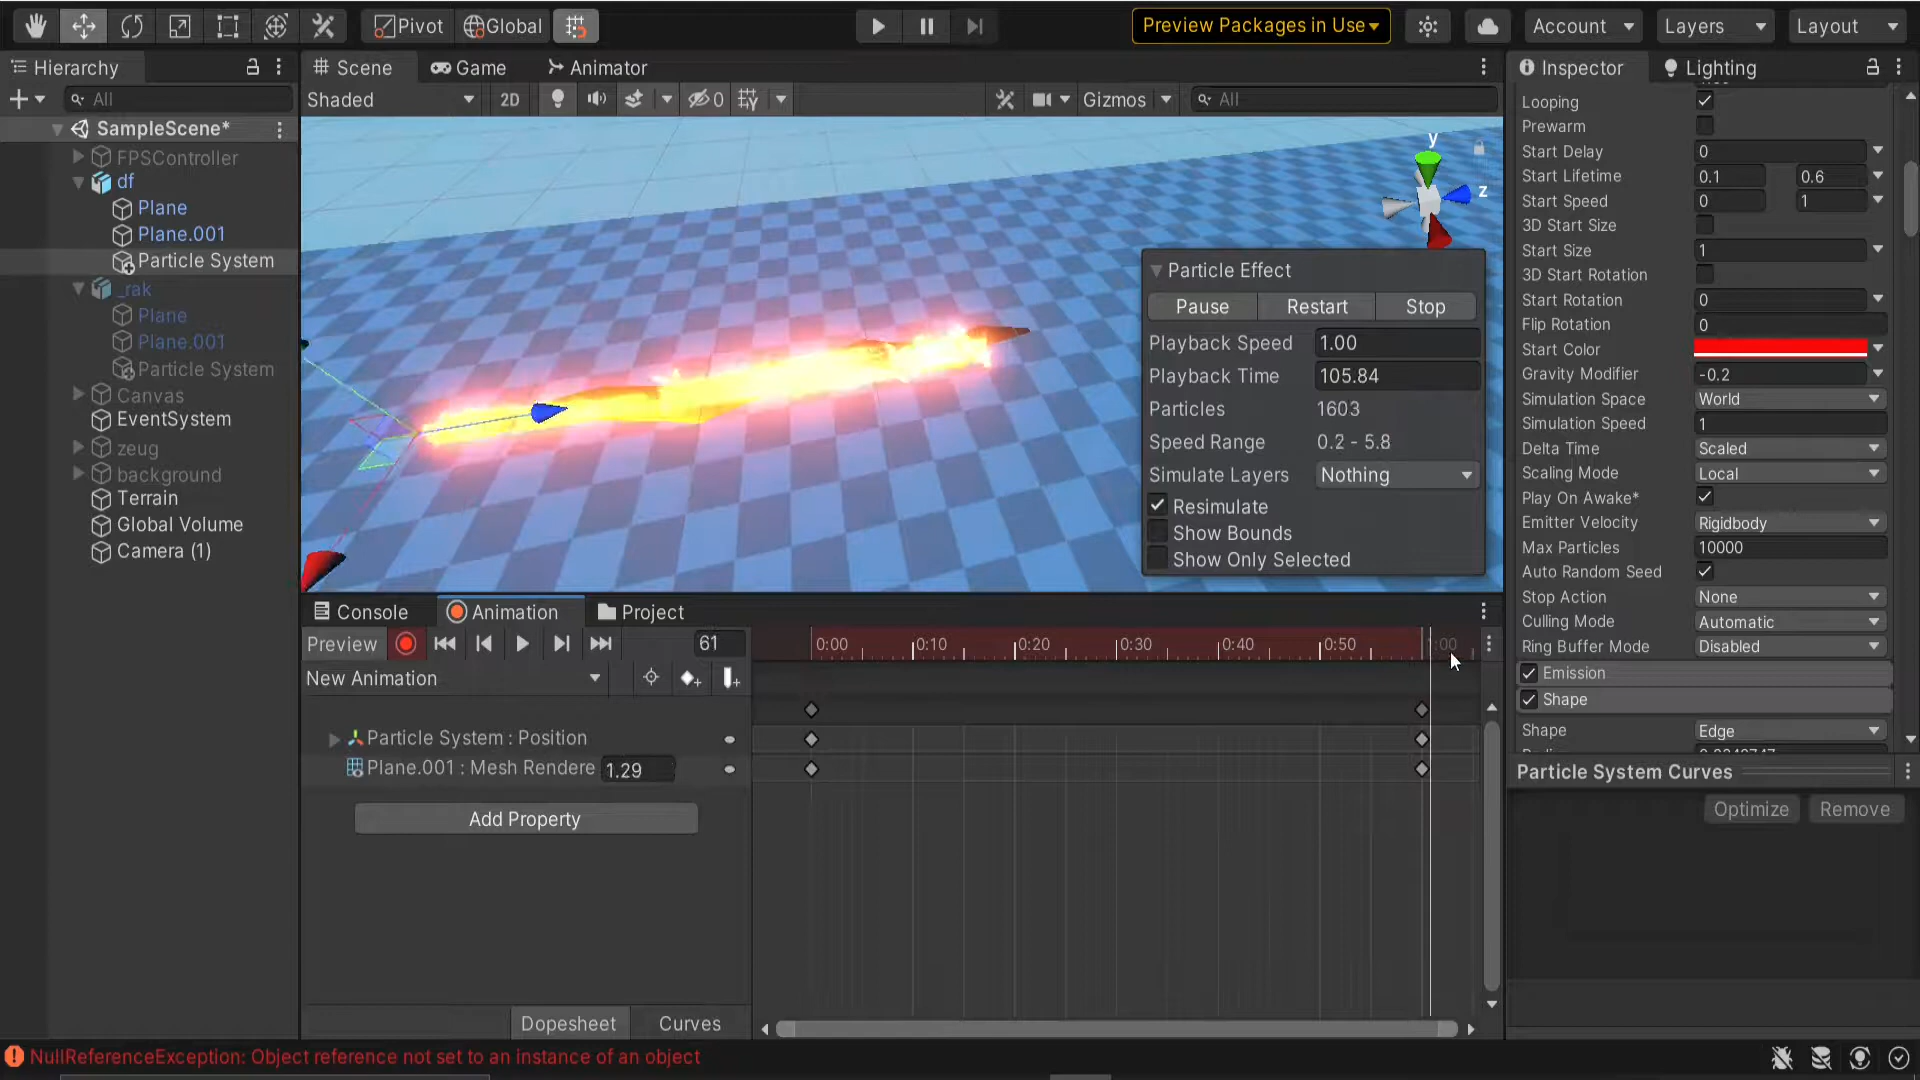 Pivot
Global
Preview Packages in Use
Account
Layers
Layout
Hierarchy
All
SampleScene*
FPSController
df
Plane
Plane.001
Particle System
_rak
Plane
Plane.001
Particle System
Canvas
EventSystem
zeug
background
Terrain
Global Volume
Camera (1)
Scene
Game
Animator
Shaded
2D
0
Gizmos
All
y
z
Particle Effect
Pause
Restart
Stop
Playback Speed 1.00
Playback Time 105.84
Particles 1603
Speed Range 0.2 - 5.8
Simulate Layers Nothing
Resimulate
Show Bounds
Show Only Selected
Console
Animation
Project
Preview
61
0:00
0:10
0:20
0:30
0:40
0:50
New Animation
Particle System : Position
Plane.001 : Mesh Rendere 1.29
Add Property
Dopesheet
Curves
Inspector
Lighting
Looping
Prewarm
Start Delay 0
Start Lifetime 0.1 0.6
Start Speed 0 1
3D Start Size
Start Size 1
3D Start Rotation
Start Rotation 0
Flip Rotation 0
Start Color
Gravity Modifier -0.2
Simulation Space World
Simulation Speed 1
Delta Time Scaled
Scaling Mode Local
Play On Awake*
Emitter Velocity Rigidbody
Max Particles 10000
Auto Random Seed
Stop Action None
Culling Mode Automatic
Ring Buffer Mode Disabled
Emission
Shape
Shape Edge
Particle System Curves
Optimize
Remove
NullReferenceException: Object reference not set to an instance of an object